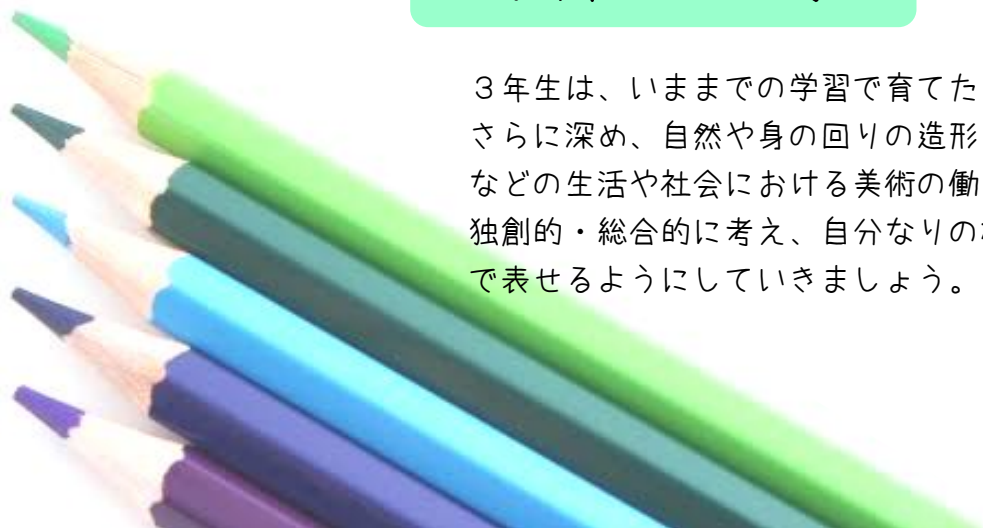 ３年生は、いままでの学習で育てた
さらに深め、自然や身の回りの造形
などの生活や社会における美術の働
独創的・総合的に考え、自分なりの
で表せるようにしていきましょう。